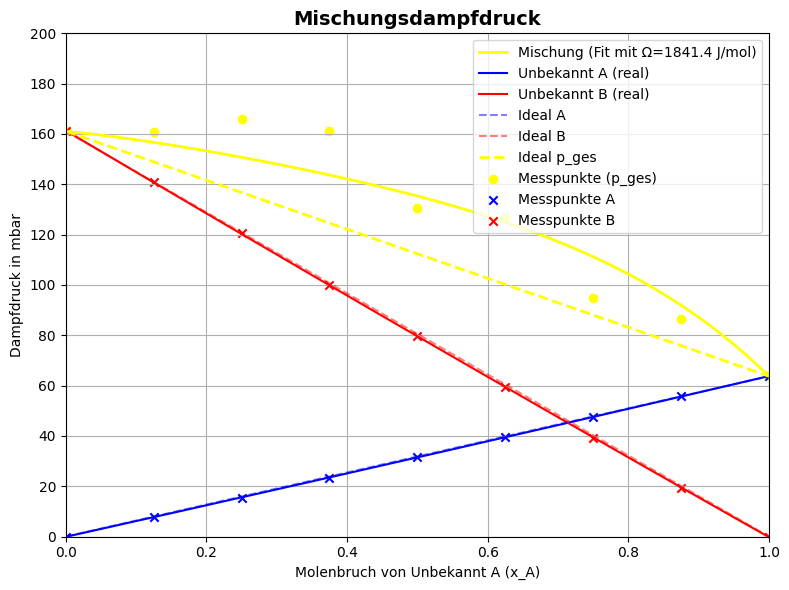 Mischungsdampfdruck
Mischung (Fit mit Ω=1841.4 J/mol)
Unbekannt A (real)
Unbekannt B (real)
Ideal A
Ideal B
Ideal p_ges
Messpunkte (p_ges)
Messpunkte A
Messpunkte B
Dampfdruck in mbar
200
180
160
140
120
100
80
60
40
20
0
0.0 0.2 0.4 0.6 0.8 1.0
Molenbruch von Unbekannt A (x_A)